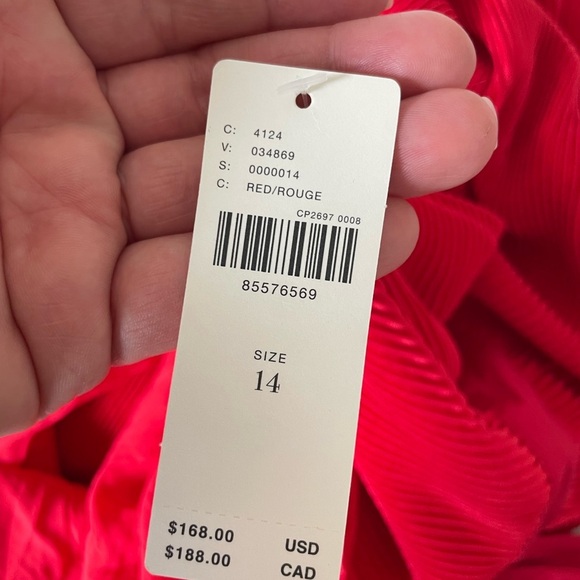 C: 4124
V: 034869
S: 0000014
C: RED/ROUGE
CP2697 0008
85576569
SIZE
14
$168.00 USD
$188.00 CAD